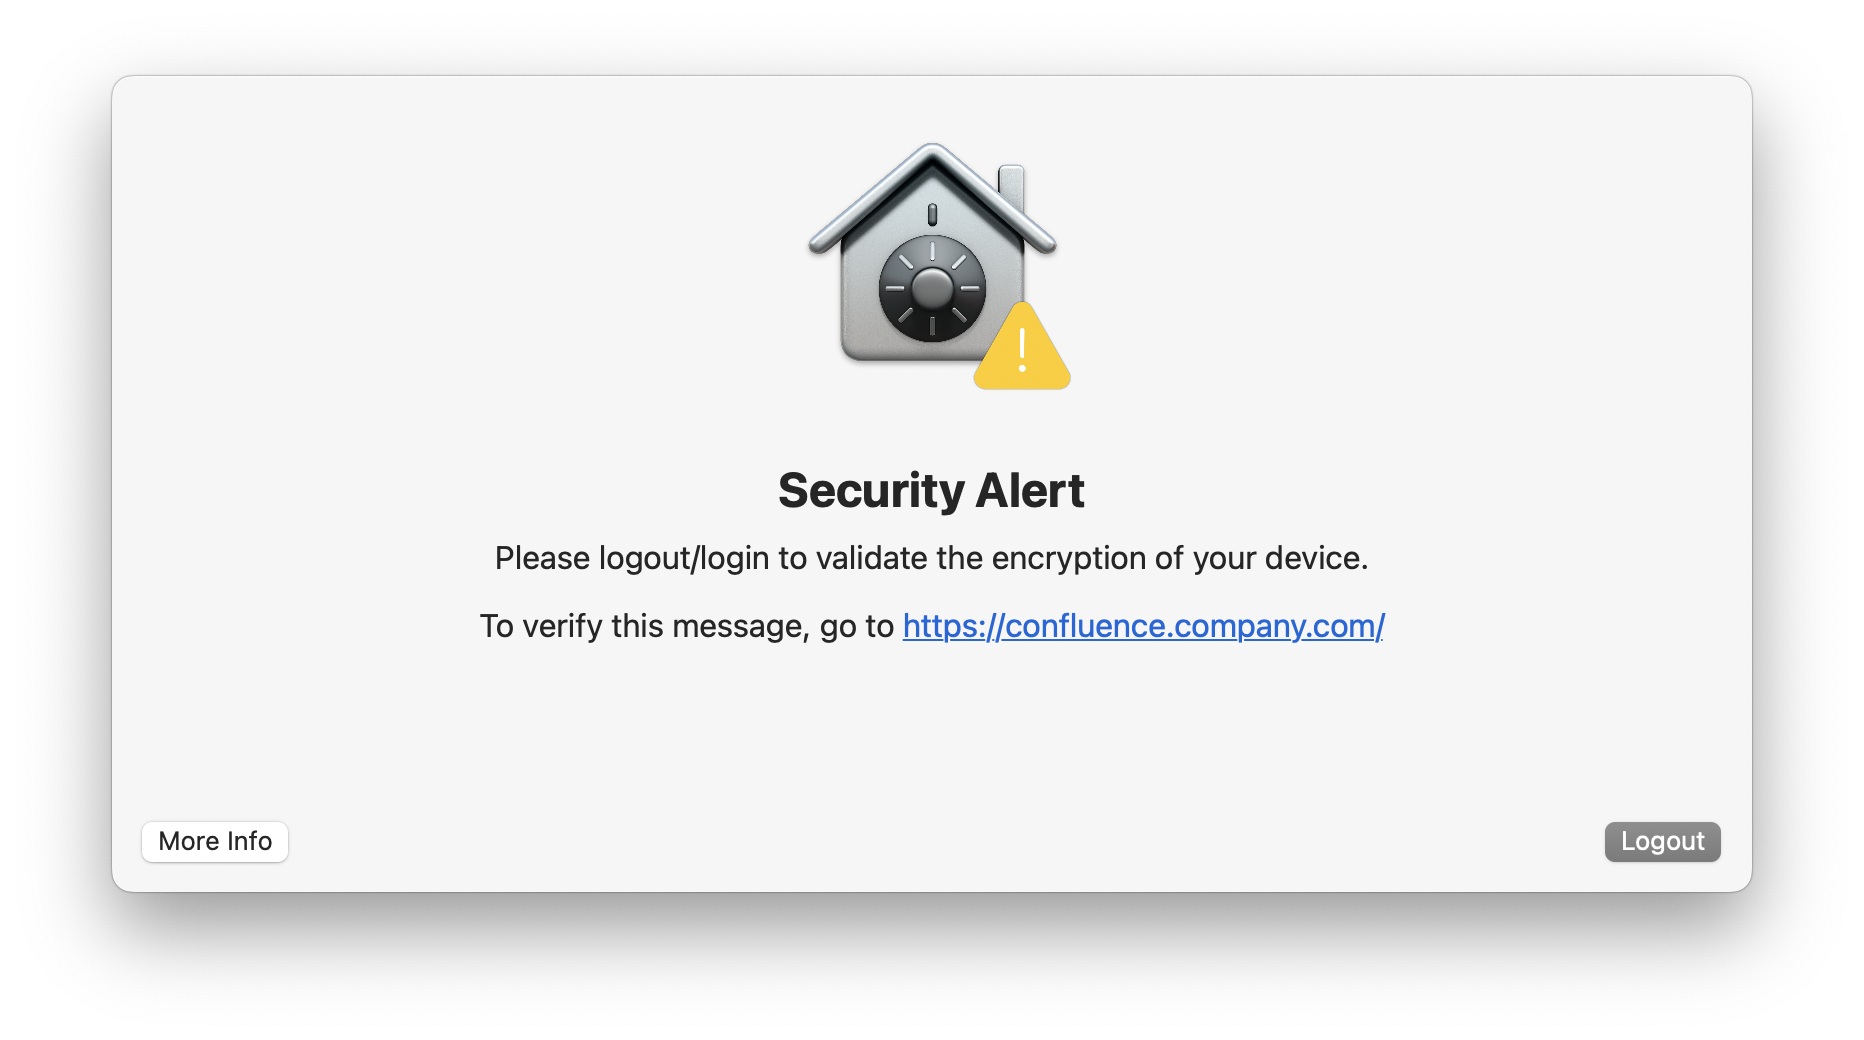 Security Alert
Please logout/login to validate the encryption of your device.
To verify this message, go to https://confluence.company.com/
More Info
Logout